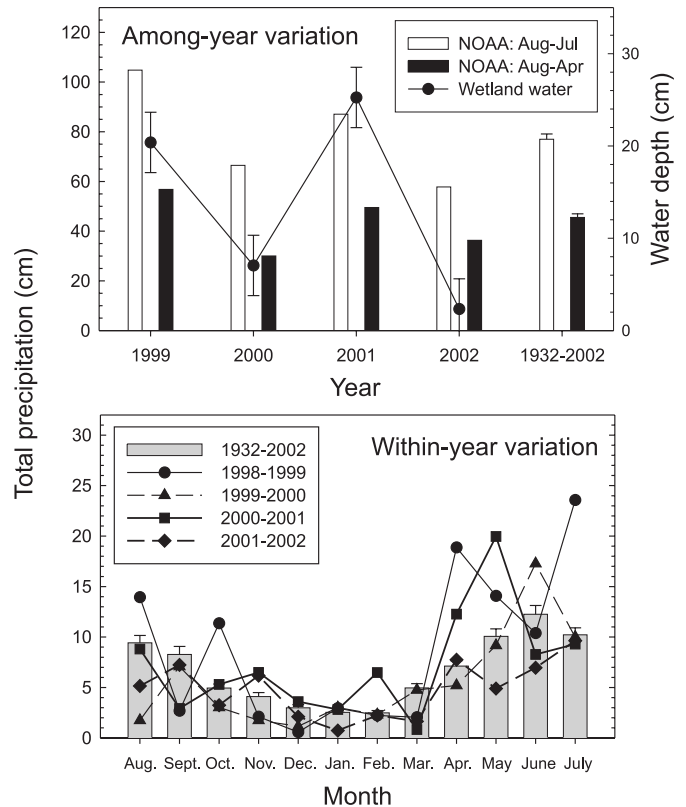 Among-year variation
NOAA: Aug-Jul
NOAA: Aug-Apr
Wetland water
120
100
80
60
40
20
0
30
20
10
0
Water depth (cm)
1999 2000 2001 2002 1932-2002
Year
Total precipitation (cm)
Within-year variation
1932-2002
1998-1999
1999-2000
2000-2001
2001-2002
30
25
20
15
10
5
0
Aug. Sept. Oct. Nov. Dec. Jan. Feb. Mar. Apr. May June July
Month